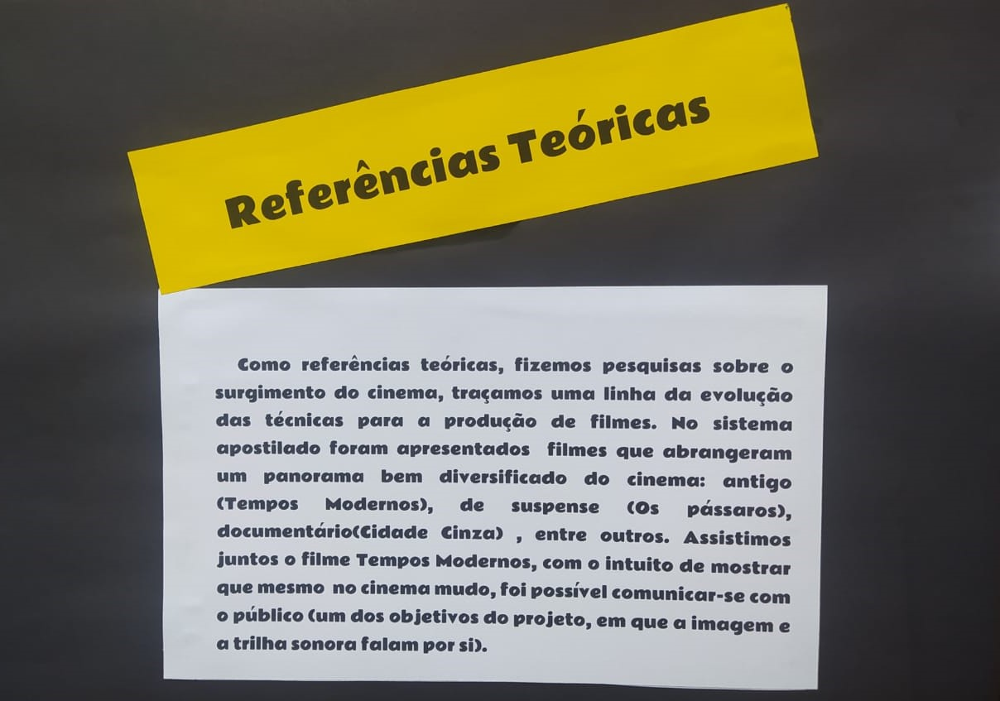 Referências Teóricas
Como referências teóricas, fizemos pesquisas sobre o
surgimento do cinema, traçamos uma linha da evolução
das técnicas para a produção de filmes. No sistema
apostilado foram apresentados filmes que abrangeram
um panorama bem diversificado do cinema: antigo
(Tempos Modernos), de suspense (Os pássaros),
documentário(Cidade Cinza) , entre outros. Assistimos
juntos o filme Tempos Modernos, com o intuito de mostrar
que mesmo no cinema mudo, foi possível comunicar-se com
o público (um dos objetivos do projeto, em que a imagem e
a trilha sonora falam por si).